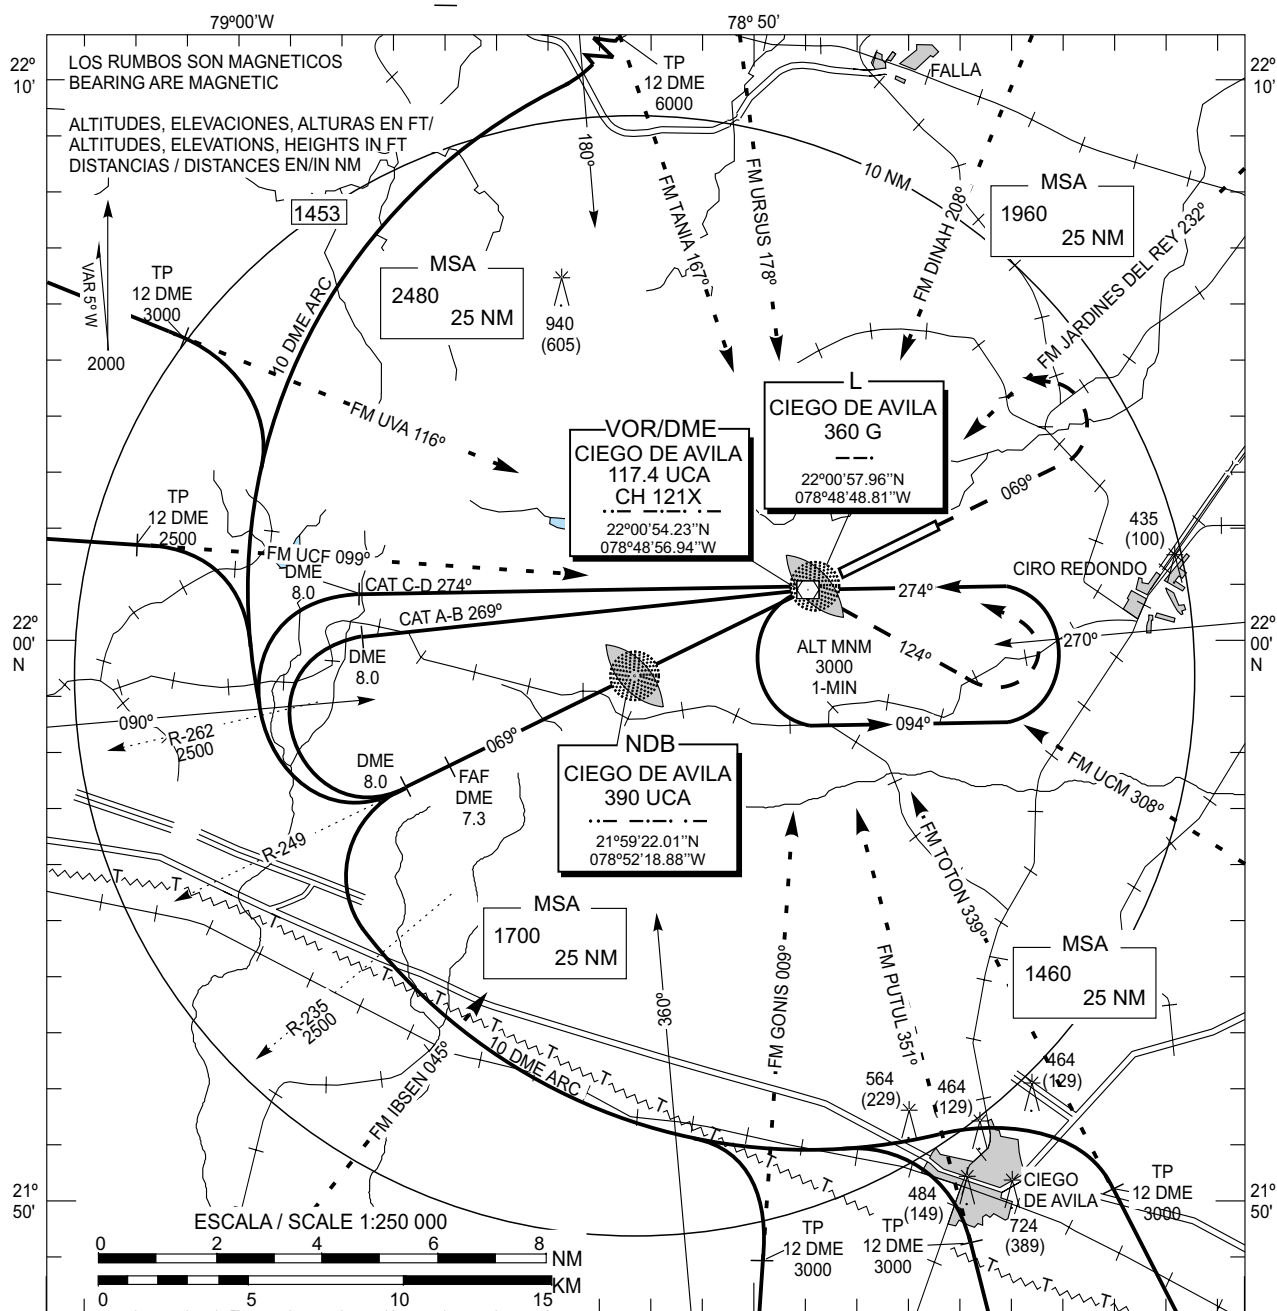 79º00’W
78º 50’
22º
10’
22º
10’
LOS RUMBOS SON MAGNETICOS
BEARING ARE MAGNETIC
ALTITUDES, ELEVACIONES, ALTURAS EN FT/
ALTITUDES, ELEVATIONS, HEIGHTS IN FT
DISTANCIAS / DISTANCES EN/IN NM
TP
12 DME
6000
FALLA
180º
10 NM
1453
MSA
1960
25 NM
FM TANIA 167º
FM URSUS 178º
FM DINAH 208º
FM JARDINES DEL REY 232º
VAR 5º W
2000
TP
12 DME
3000
MSA
2480
25 NM
940
(605)
10 DME ARC
FM UVA 116º
L
CIEGO DE AVILA
360 G
22º00’57.96’’N
078º48’48.81’’W
VOR/DME
CIEGO DE AVILA
117.4 UCA
CH 121X
22º00’54.23’’N
078º48’56.94’’W
069º
435
(100)
CIRO REDONDO
TP
12 DME
2500
FM UCF 099º
DME
8.0
CAT C-D 274º
CAT A-B 269º
274º
22º
00’
N
22º
00’
N
DME
8.0
ALT MNM
3000
1-MIN
124º
270º
090º
R-262
2500
094º
069º
DME
8.0
FAF
DME
7.3
NDB
CIEGO DE AVILA
390 UCA
21º59’22.01’’N
078º52’18.88’’W
FM UCM 308º
R-249
T
T
T
FM TOTON 339º
MSA
1700
25 NM
MSA
1460
25 NM
R-235
2500
T
T
T
T
T
T
T
T
T
T
T
360º
FM GONIS 009º
FM PUTUL 351º
FM IBSEN 045º
10 DME ARC
564
(229)
464
(129)
464
(129)
CIEGO
DE AVILA
484
(149)
724
(389)
TP
12 DME
3000
TP
12 DME
3000
TP
12 DME
3000
21º
50’
21º
50’
ESCALA / SCALE 1:250 000
0
2
4
6
8
NM
KM
0
5
10
15